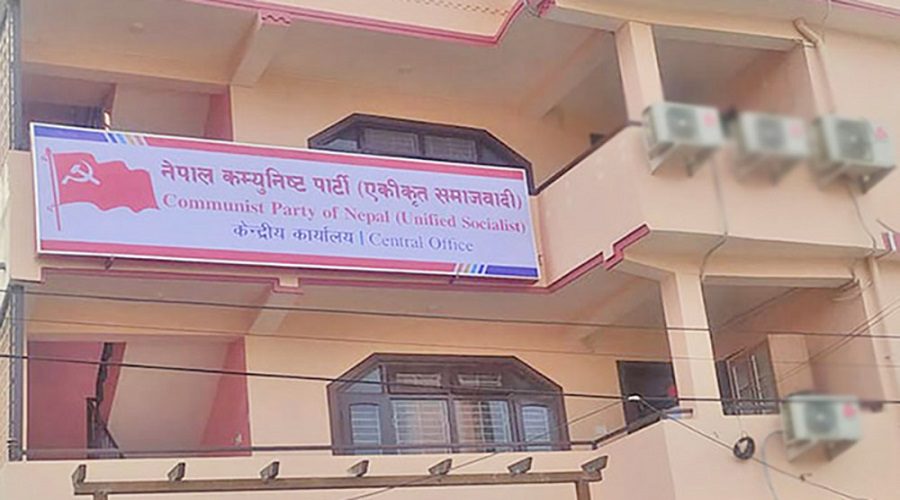 नेपाल कम्युनिष्ट पार्टी (एकीकृत समाजवादी)
Communist Party of Nepal (Unified Socialist)
केन्द्रीय कार्यालय | Central Office